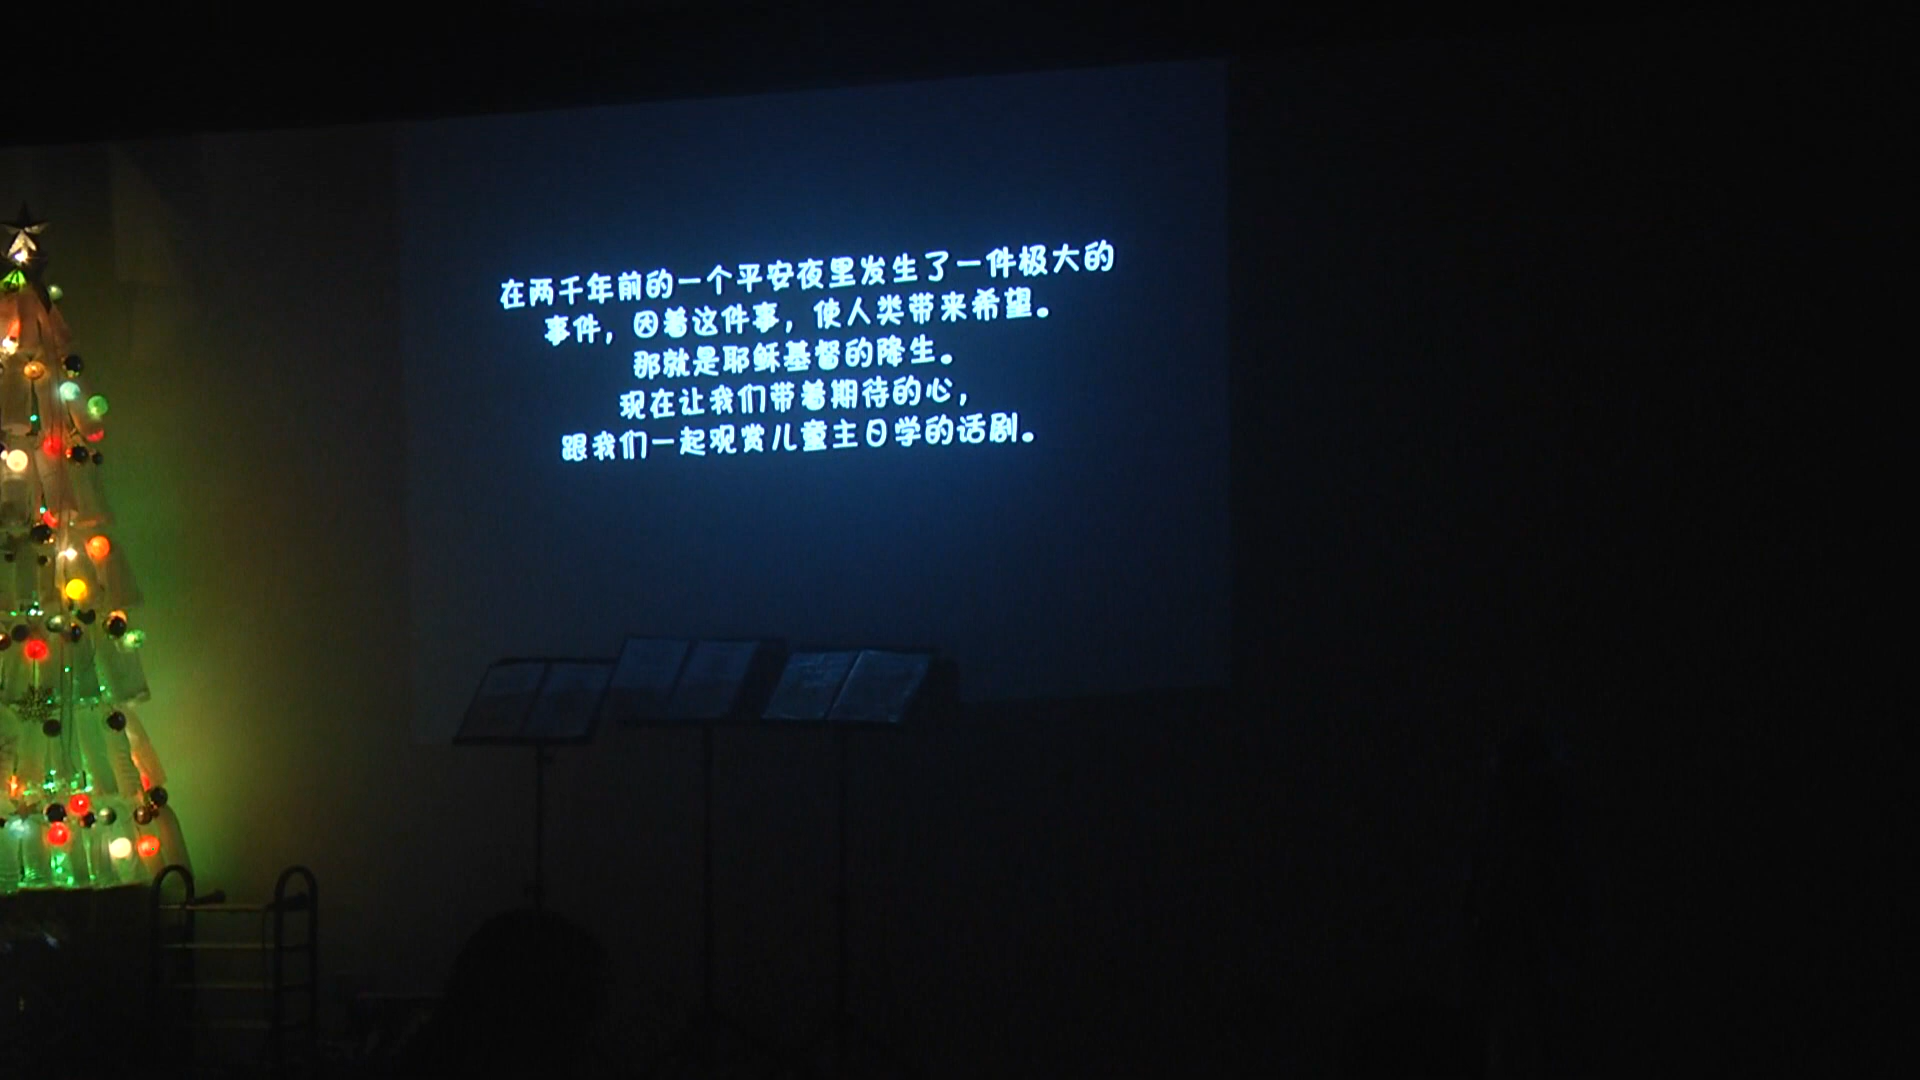 在两千年前的一个平安夜里发生了一件极大的
事件，因着这件事，使人类带来希望。
那就是耶稣基督的降生。
现在让我们带着期待的心，
跟我们一起观赏儿童主日学的话剧。